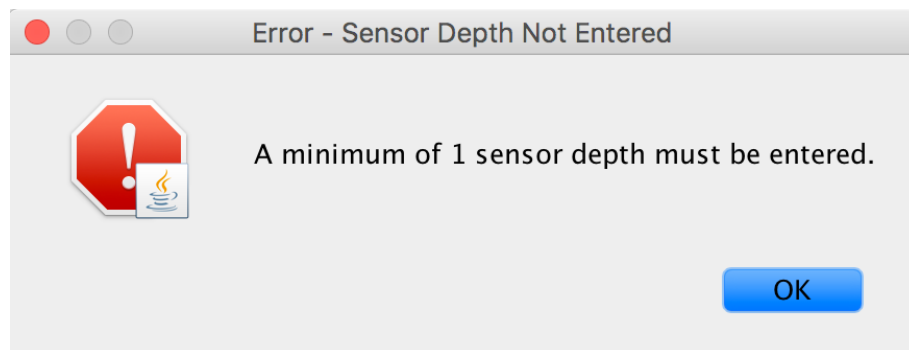 Error - Sensor Depth Not Entered
A minimum of 1 sensor depth must be entered.
OK